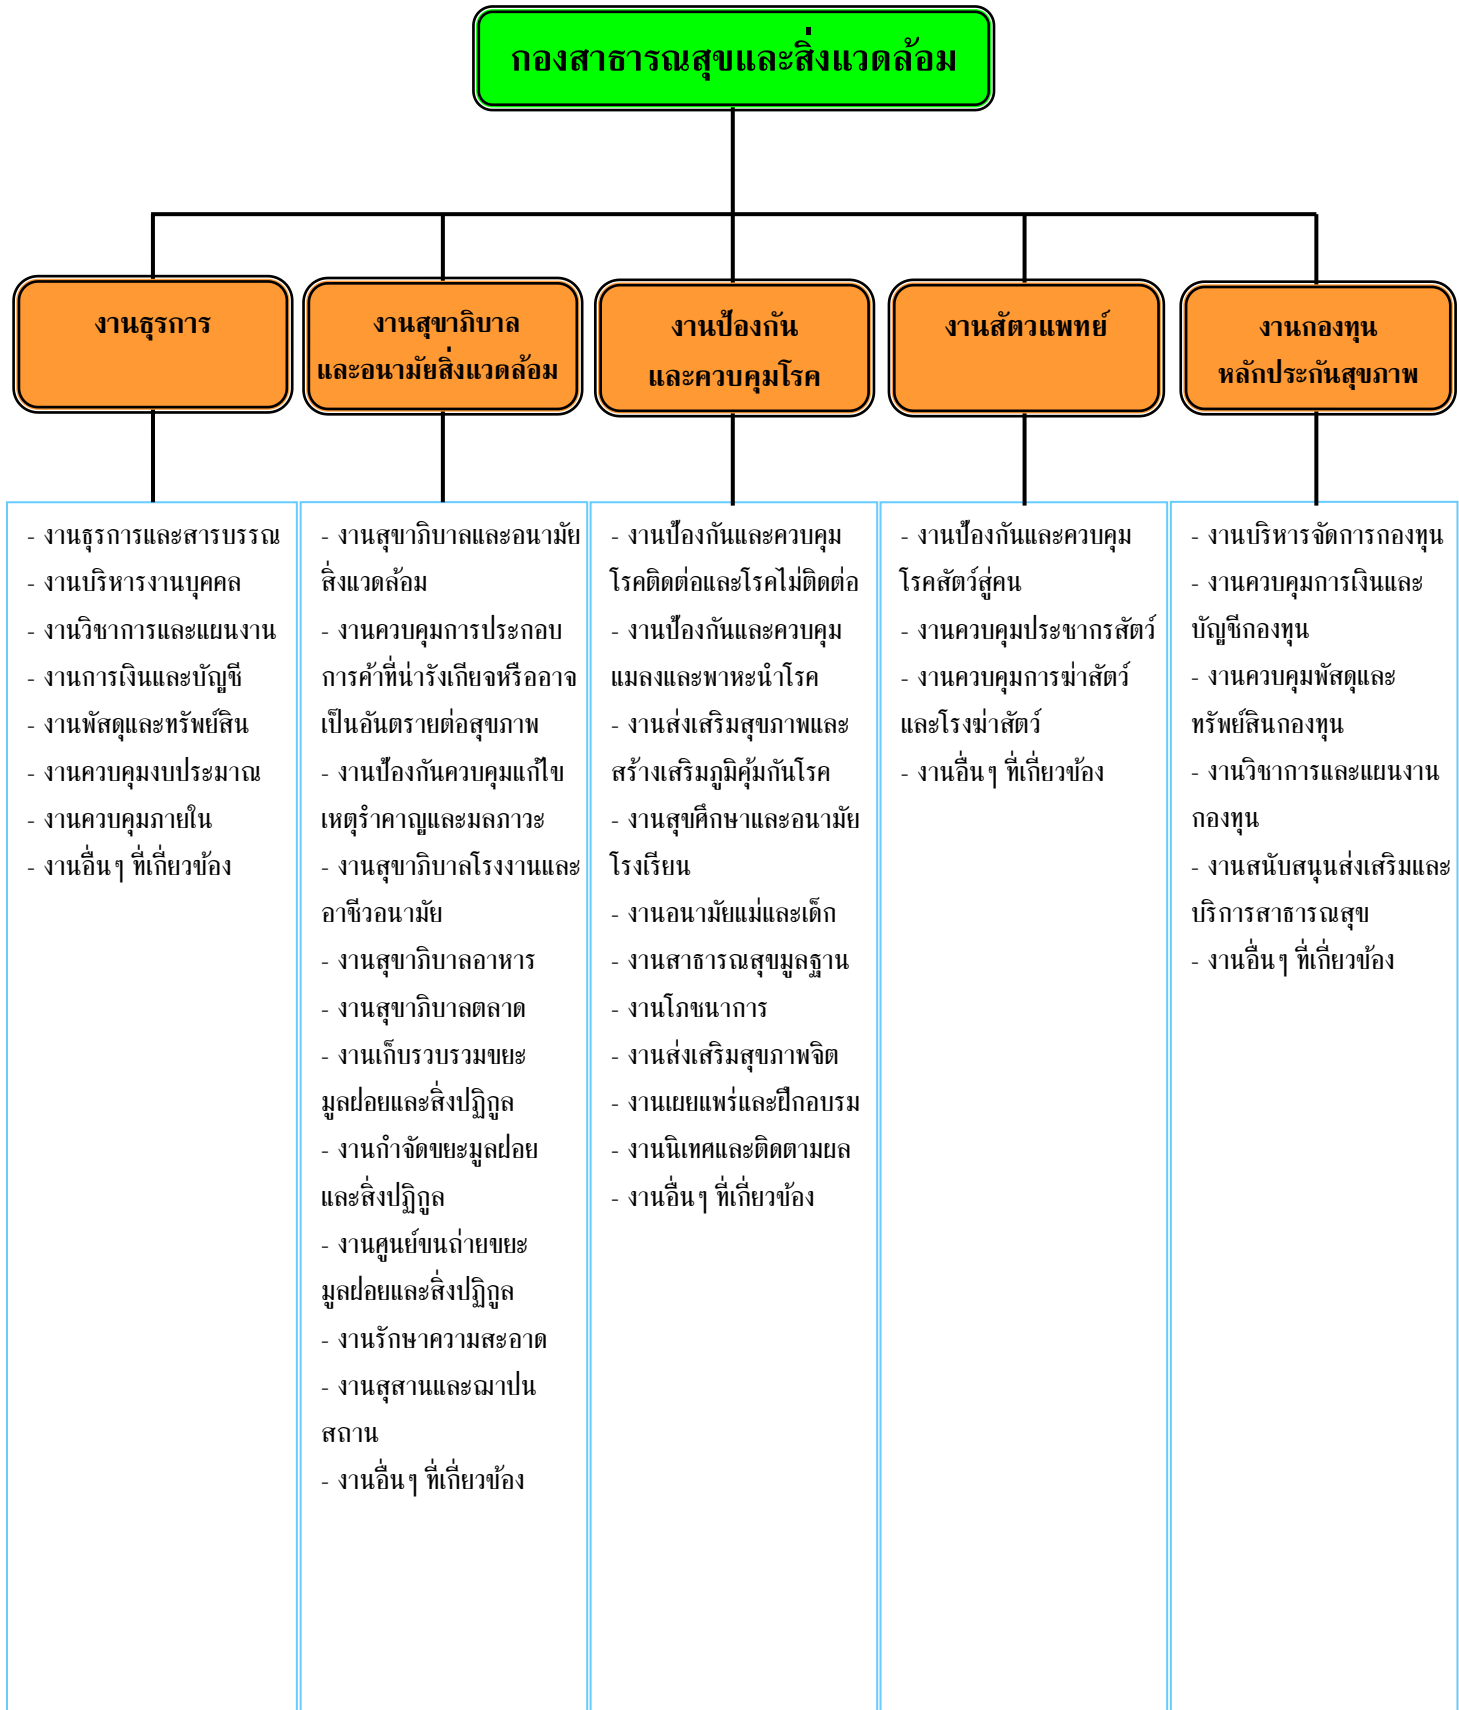 กองสาธารณสุขและสิ่งแวดล้อม
งานธุรการ
งานสุขาภิบาล
และอนามัยสิ่งแวดล้อม
งานป้องกัน
และควบคุมโรค
งานสัตวแพทย์
งานกองทุน
หลักประกันสุขภาพ
- งานธุรการและสารบรรณ
- งานบริหารงานบุคคล
- งานวิชาการและแผนงาน
- งานการเงินและบัญชี
- งานพัสดุและทรัพย์สิน
- งานควบคุมงบประมาณ
- งานควบคุมภายใน
- งานอื่นๆ ที่เกี่ยวข้อง
- งานสุขาภิบาลและอนามัย
สิ่งแวดล้อม
- งานควบคุมการประกอบ
การค้าที่น่ารังเกียจหรืออาจ
เป็นอันตรายต่อสุขภาพ
- งานป้องกันควบคุมแก้ไข
เหตุรำคาญและมลภาวะ
- งานสุขาภิบาลโรงงานและ
อาชีวอนามัย
- งานสุขาภิบาลอาหาร
- งานสุขาภิบาลตลาด
- งานเก็บรวบรวมขยะ
มูลฝอยและสิ่งปฏิกูล
- งานกำจัดขยะมูลฝอย
และสิ่งปฏิกูล
- งานศูนย์ขนถ่ายขยะ
มูลฝอยและสิ่งปฏิกูล
- งานรักษาความสะอาด
- งานสุสานและฌาปน
สถาน
- งานอื่นๆ ที่เกี่ยวข้อง
- งานป้องกันและควบคุม
โรคติดต่อและโรคไม่ติดต่อ
- งานป้องกันและควบคุม
แมลงและพาหะนำโรค
- งานส่งเสริมสุขภาพและ
สร้างเสริมภูมิคุ้มกันโรค
- งานสุขศึกษาและอนามัย
โรงเรียน
- งานอนามัยแม่และเด็ก
- งานสาธารณสุขมูลฐาน
- งานโภชนาการ
- งานส่งเสริมสุขภาพจิต
- งานเผยแพร่และฝึกอบรม
- งานนิเทศและติดตามผล
- งานอื่นๆ ที่เกี่ยวข้อง
- งานป้องกันและควบคุม
โรคสัตว์สู่คน
- งานควบคุมประชากรสัตว์
- งานควบคุมการฆ่าสัตว์
และโรงฆ่าสัตว์
- งานอื่นๆ ที่เกี่ยวข้อง
- งานบริหารจัดการกองทุน
- งานควบคุมการเงินและ
บัญชีกองทุน
- งานควบคุมพัสดุและ
ทรัพย์สินกองทุน
- งานวิชาการและแผนงาน
กองทุน
- งานสนับสนุนส่งเสริมและ
บริการสาธารณสุข
- งานอื่นๆ ที่เกี่ยวข้อง